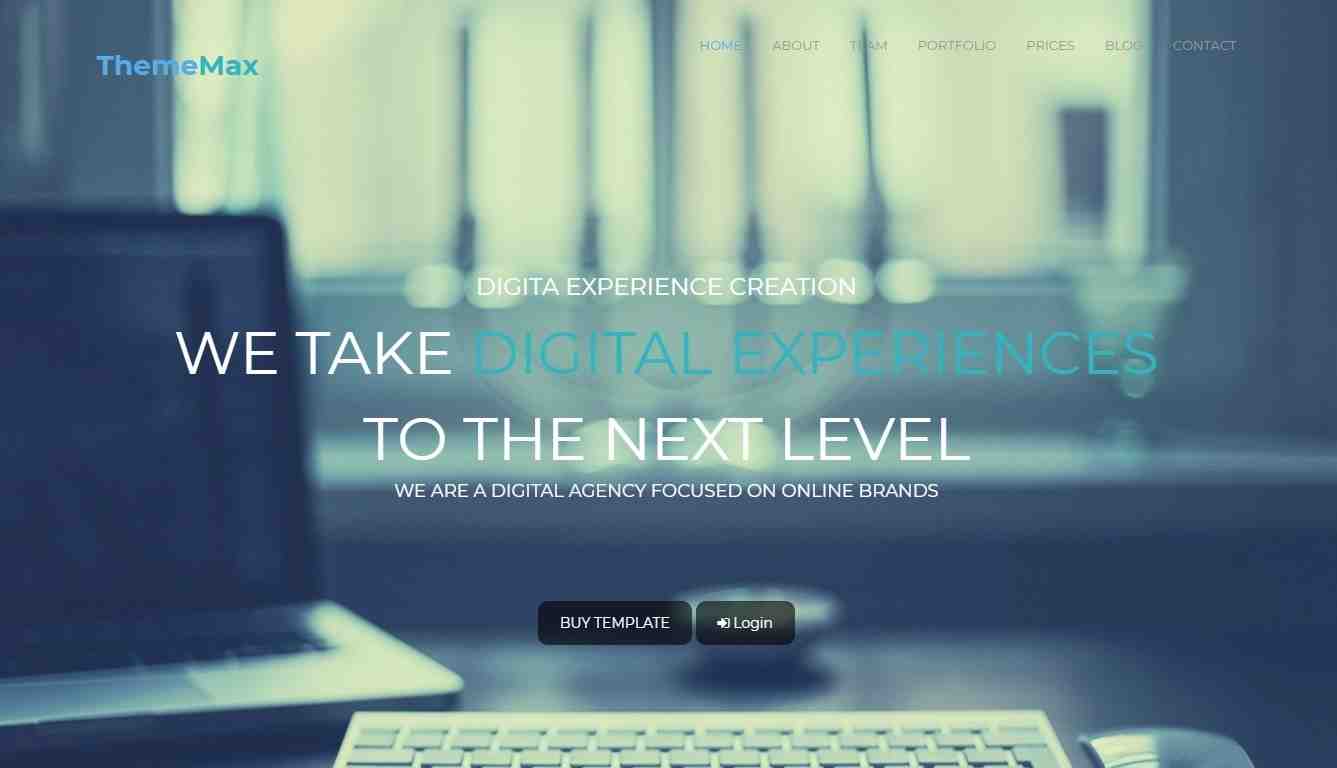 HOME ABOUT TEAM PORTFOLIO PRICES BLOG CONTACT
ThemeMax
DIGITA EXPERIENCE CREATION
WE TAKE DIGITAL EXPERIENCES
TO THE NEXT LEVEL
WE ARE A DIGITAL AGENCY FOCUSED ON ONLINE BRANDS
BUY TEMPLATE Login